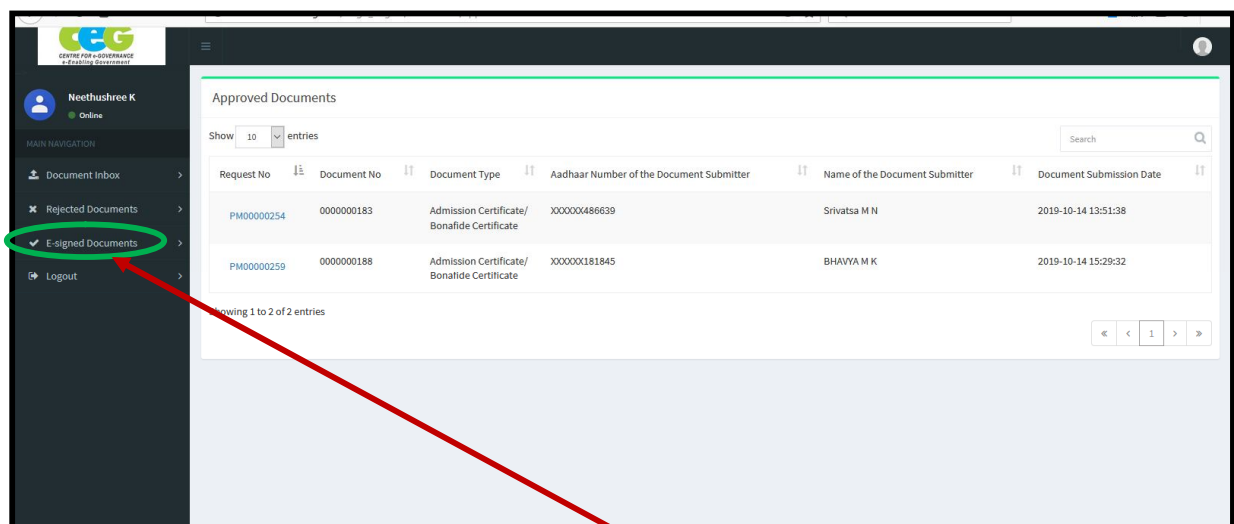 CeG
CENTRE FOR e-GOVERNANCE
e-Enabling Government
Neethushree K
Online
MAIN NAVIGATION
Document Inbox
Rejected Documents
E-signed Documents
Logout
Approved Documents
Show 10 entries
Search
Request No Document No Document Type Aadhaar Number of the Document Submitter Name of the Document Submitter Document Submission Date
PM00000254 0000000183 Admission Certificate/ XXXXXX486639 Srivatsa M N 2019-10-14 13:51:38
Bonafide Certificate
PM00000259 0000000188 Admission Certificate/ XXXXXX181845 BHAVYA M K 2019-10-14 15:29:32
Bonafide Certificate
Showing 1 to 2 of 2 entries
« < 1 > »